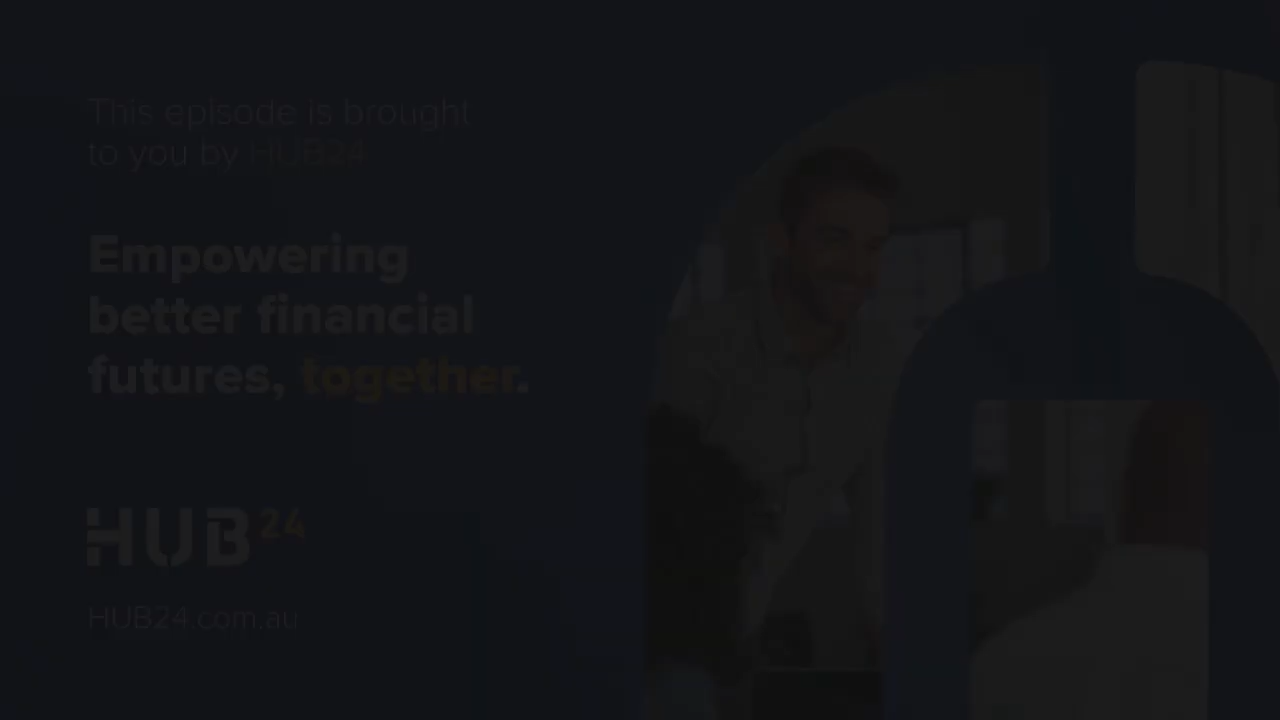 This episode is brought
to you by HUB24
Empowering
better financial
futures, together.
HUB24
HUB24.com.au